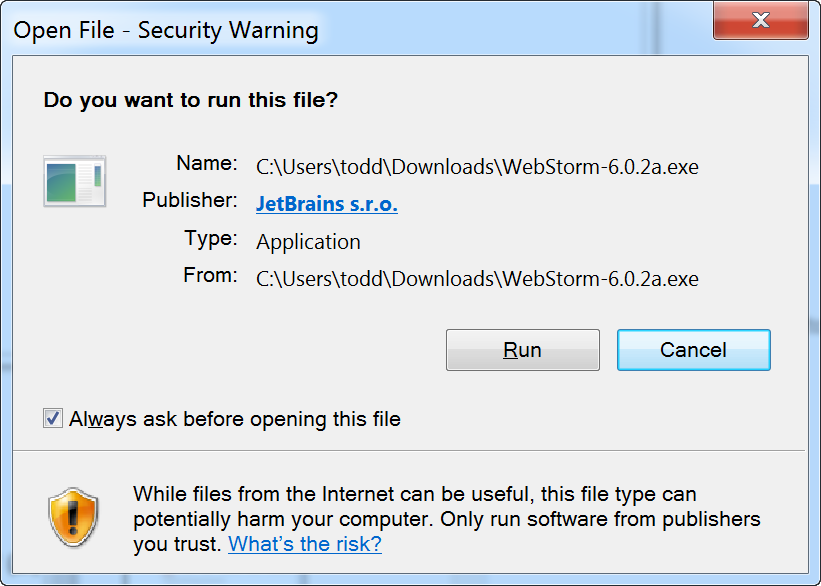 Open File - Security Warning
Do you want to run this file?
Name: C:\Users\todd\Downloads\WebStorm-6.0.2a.exe
Publisher: JetBrains s.r.o.
Type: Application
From: C:\Users\todd\Downloads\WebStorm-6.0.2a.exe
Run Cancel
Always ask before opening this file
While files from the Internet can be useful, this file type can
potentially harm your computer. Only run software from publishers
you trust. What's the risk?